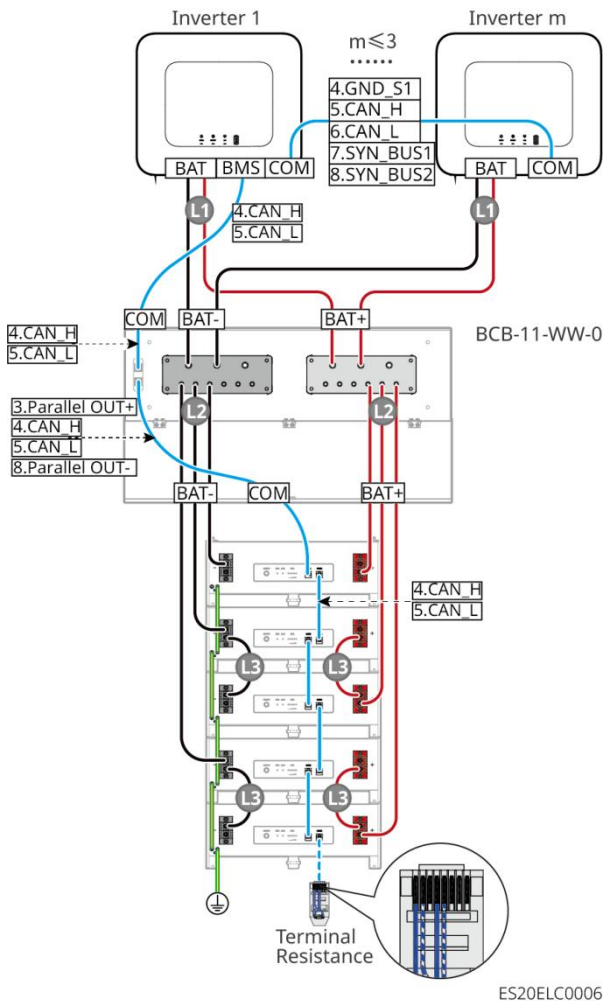 Inverter 1
Inverter m
m≤3
......
4.GND_S1
5.CAN_H
6.CAN_L
7.SYN_BUS1
8.SYN_BUS2
BAT BMS COM
BAT COM
L1
L1
4.CAN_H
5.CAN_L
COM BAT- BAT+
BCB-11-WW-0
4.CAN_H
5.CAN_L
3.Parallel OUT+
4.CAN_H
5.CAN_L
8.Parallel OUT-
L2
L2
BAT- COM BAT+
4.CAN_H
5.CAN_L
L3
L3
L3
L3
Terminal
Resistance
ES20ELC0006